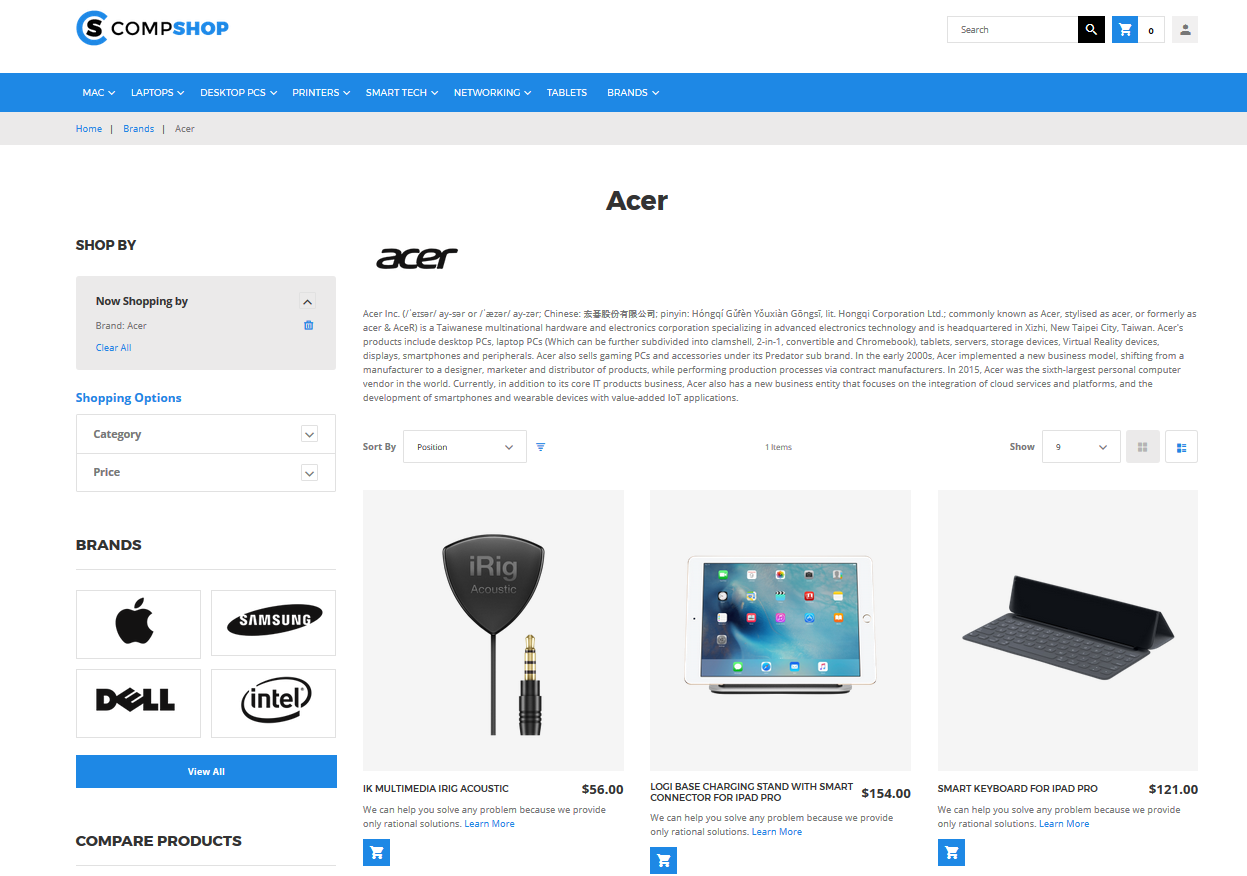 S COMPSHOP
Search
0
MAC
LAPTOPS
DESKTOP PCS
PRINTERS
SMART TECH
NETWORKING
TABLETS
BRANDS
Home | Brands | Acer
Acer
SHOP BY
Now Shopping by
Brand: Acer
Clear All
Shopping Options
Category
Price
BRANDS
SAMSUNG
DELL
intel
View All
COMPARE PRODUCTS
acer
Acer Inc. (/ˈeɪsər/ ay-sər or /ˈæzər/ ay-zər; Chinese: 宏碁股份有限公司; pinyin: Hóngqí Gǔfèn Yǒuxiàn Gōngsī, lit. Hongqi Corporation Ltd.; commonly known as Acer, stylised as acer, or formerly as
acer & AceR) is a Taiwanese multinational hardware and electronics corporation specializing in advanced electronics technology and is headquartered in Xizhi, New Taipei City, Taiwan. Acer's
products include desktop PCs, laptop PCs (Which can be further subdivided into clamshell, 2-in-1, convertible and Chromebook), tablets, servers, storage devices, Virtual Reality devices,
displays, smartphones and peripherals. Acer also sells gaming PCs and accessories under its Predator sub brand. In the early 2000s, Acer implemented a new business model, shifting from a
manufacturer to a designer, marketer and distributor of products, while performing production processes via contract manufacturers. In 2015, Acer was the sixth-largest personal computer
vendor in the world. Currently, in addition to its core IT products business, Acer also has a new business entity that focuses on the integration of cloud services and platforms, and the
development of smartphones and wearable devices with value-added IoT applications.
Sort By
Position
1 Items
Show
9
iRig
Acoustic
IK MULTIMEDIA IRIG ACOUSTIC
$56.00
We can help you solve any problem because we provide
only rational solutions. Learn More
LOGI BASE CHARGING STAND WITH SMART
CONNECTOR FOR IPAD PRO
$154.00
We can help you solve any problem because we provide
only rational solutions. Learn More
SMART KEYBOARD FOR IPAD PRO
$121.00
We can help you solve any problem because we provide
only rational solutions. Learn More